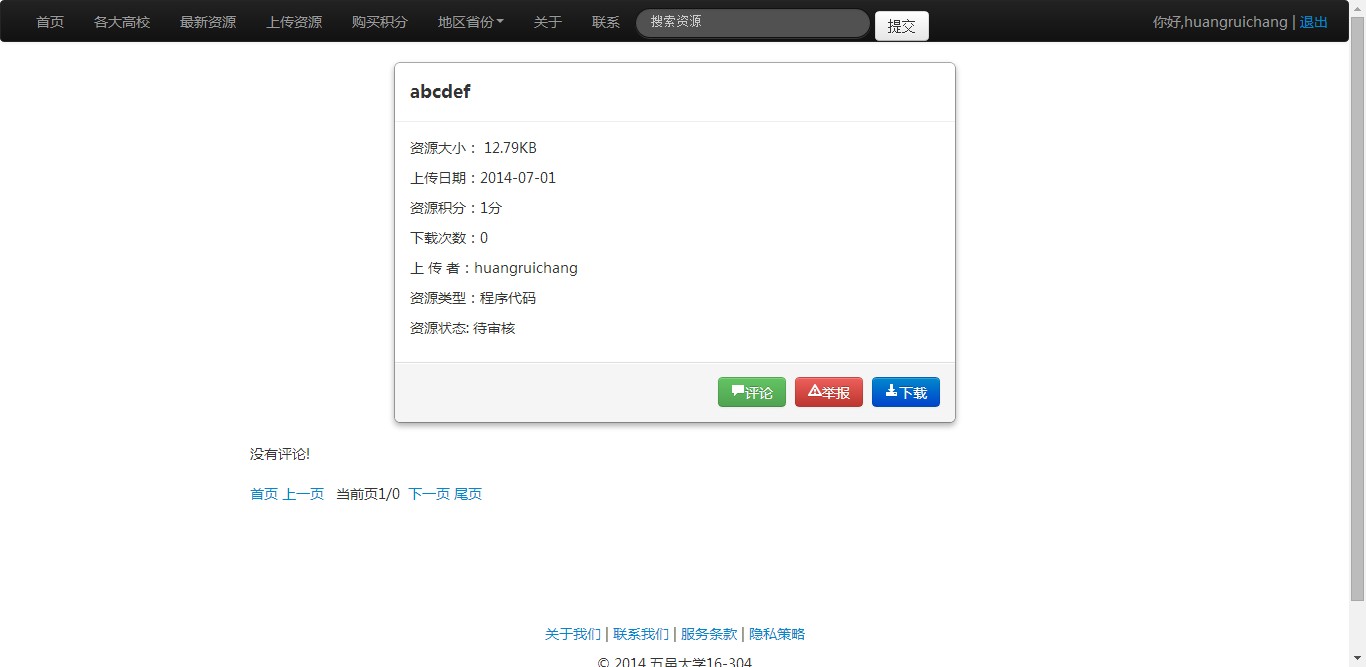 首页 各大高校 最新资源 上传资源 购买积分 地区省份 关于 联系 搜索资源 提交 你好,huangruichang | 退出
abcdef
资源大小： 12.79KB
上传日期：2014-07-01
资源积分：1分
下载次数：0
上 传 者：huangruichang
资源类型：程序代码
资源状态: 待审核
评论 举报 下载
没有评论!
首页 上一页 当前页1/0 下一页 尾页
关于我们 | 联系我们 | 服务条款 | 隐私策略
© 2014 五邑大学16-304